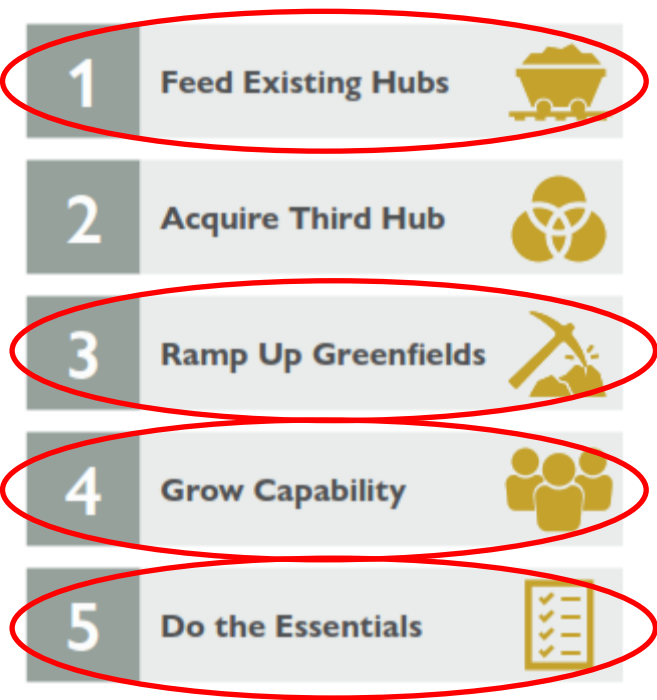 1 Feed Existing Hubs
2 Acquire Third Hub
3 Ramp Up Greenfields
4 Grow Capability
5 Do the Essentials